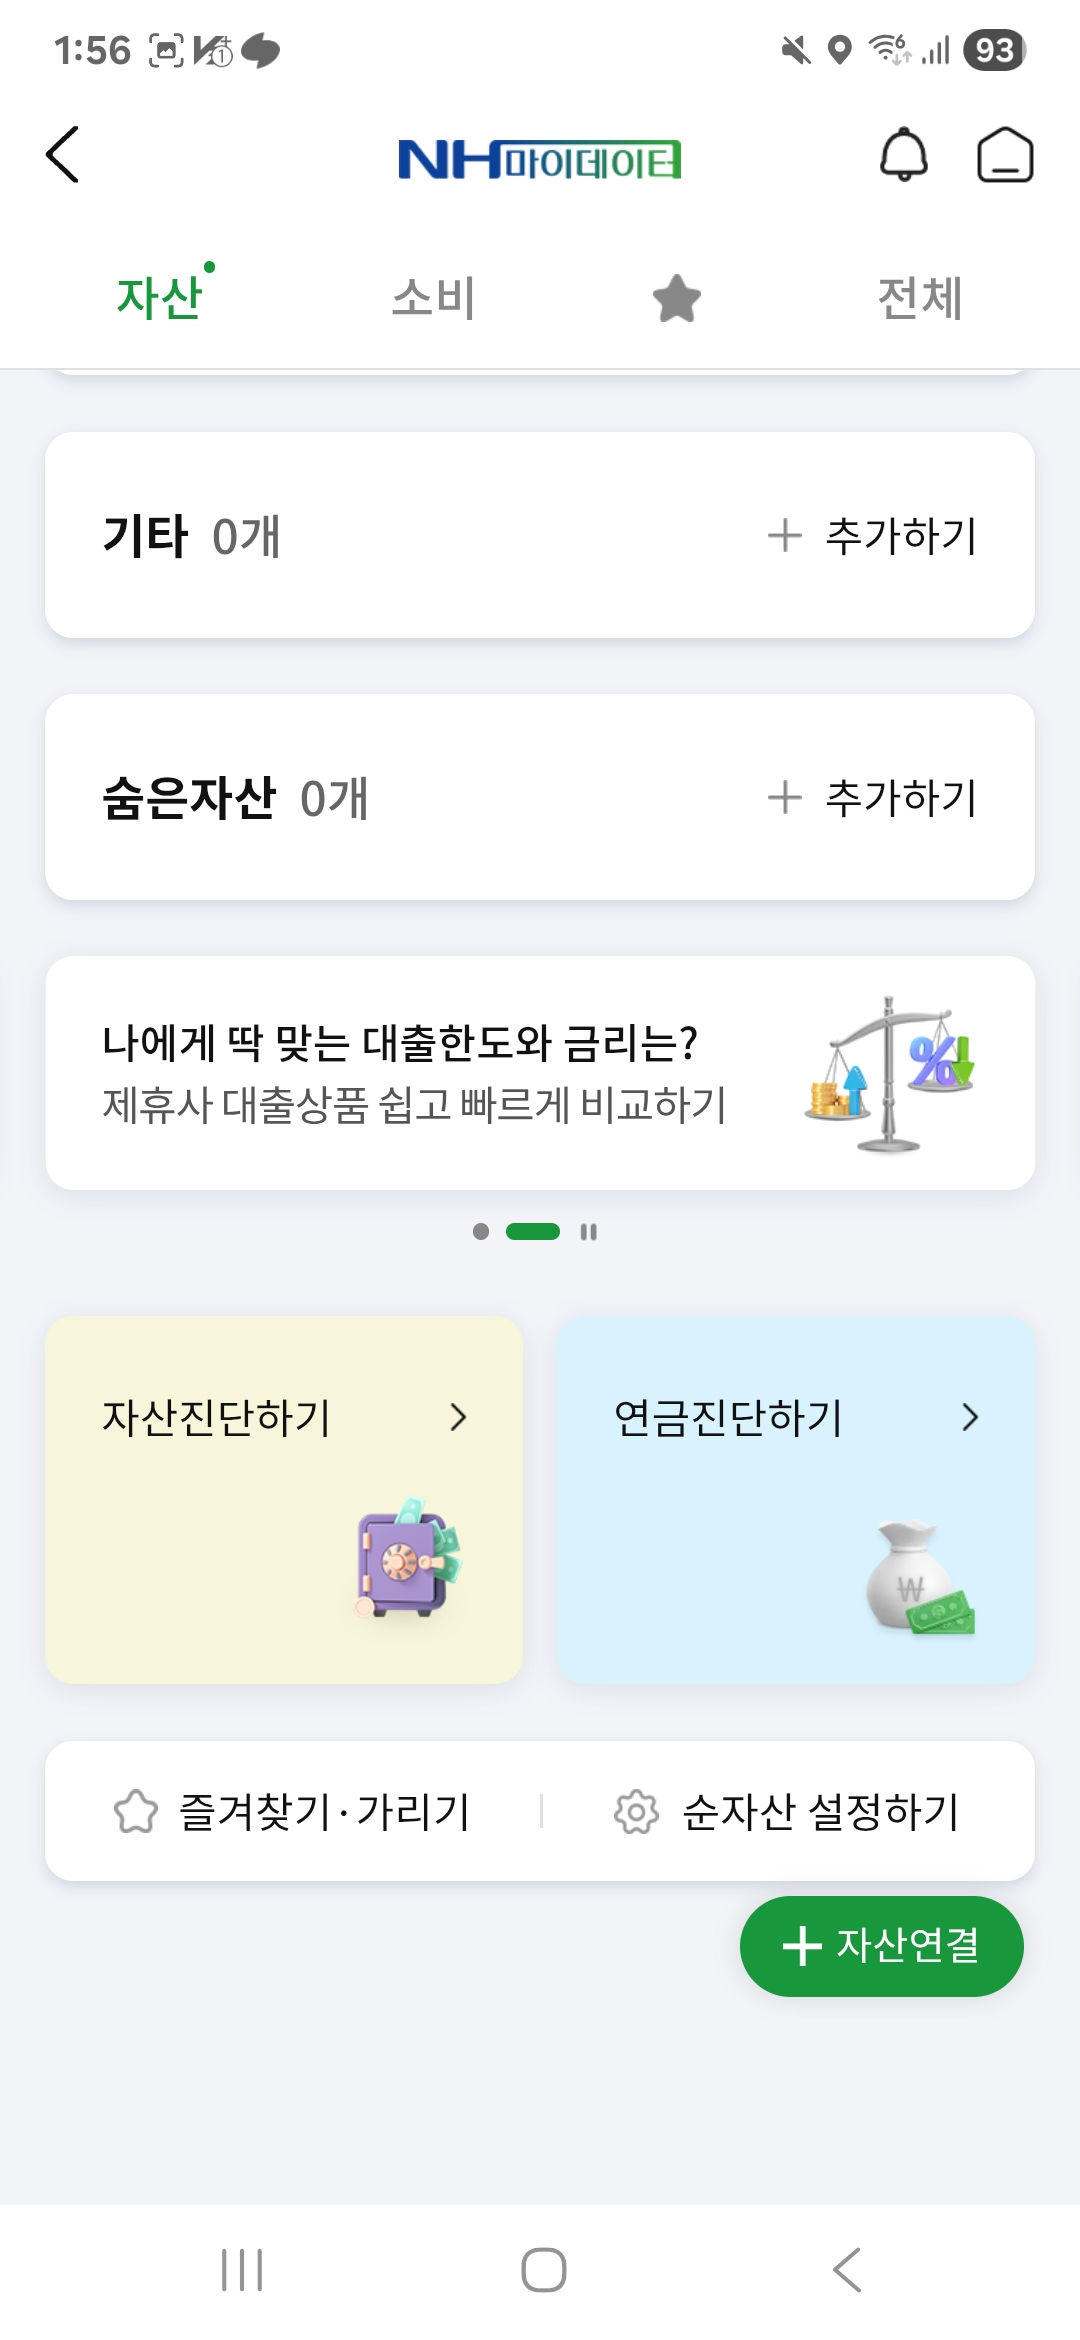 1:56
93
NH마이데이터
자산
소비
전체
기타 0개
추가하기
숨은자산 0개
추가하기
나에게 딱 맞는 대출한도와 금리는?
제휴사 대출상품 쉽고 빠르게 비교하기
자산진단하기
연금진단하기
즐겨찾기·가리기
순자산 설정하기
자산연결